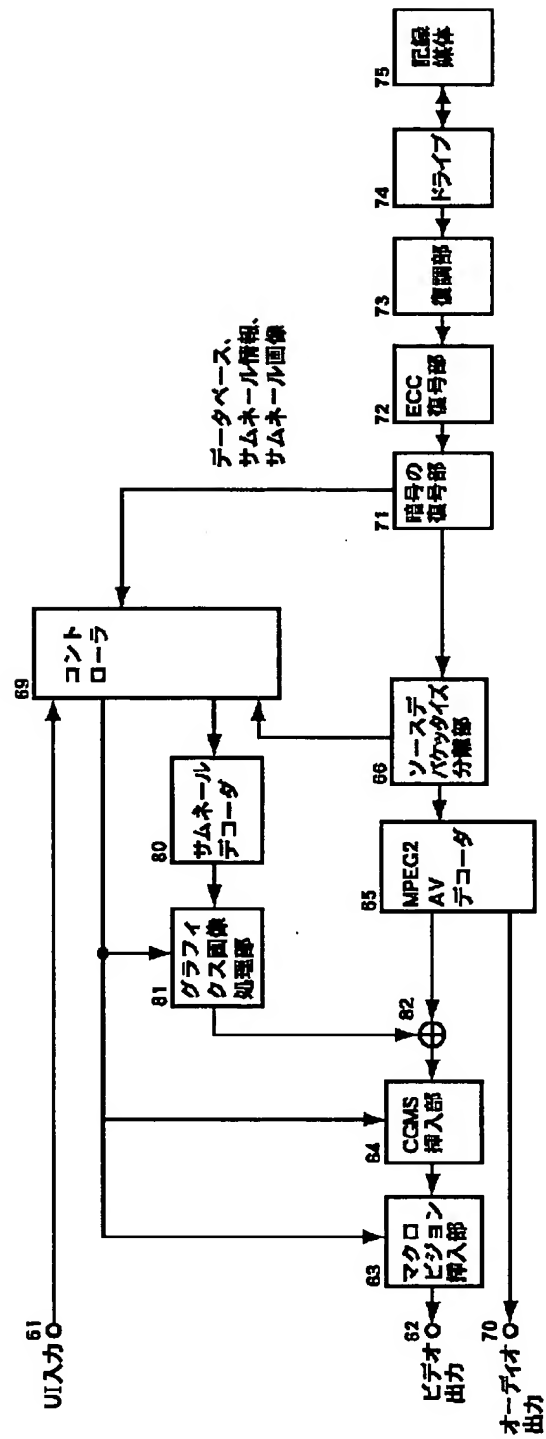 UI入力
61
69
コント
ローラ
データベース、
サムネール情報、
サムネール画像
80
サムネール
デコーダ
81
グラフィ
クス画像
処理部
62
ビデオ
出力
63
マクロ
ビジョン
挿入部
64
CGMS
挿入部
82
65
MPEG2
AV
デコーダ
66
ソースデ
パケッタイズ
分離部
71
暗号の
復号部
72
ECC
復号部
73
復調部
74
ドライブ
75
記録
媒体
70
オーディオ
出力